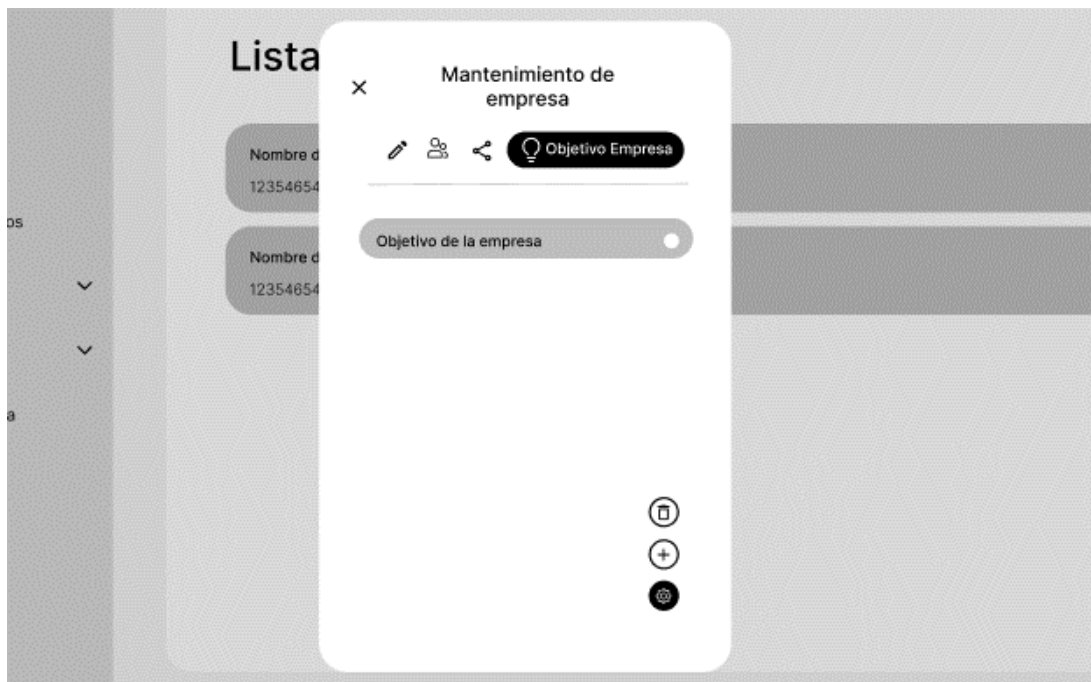 Lista
Mantenimiento de
empresa
Objetivo Empresa
Nombre d
12354654
os
Objetivo de la empresa
Nombre d
12354654
a